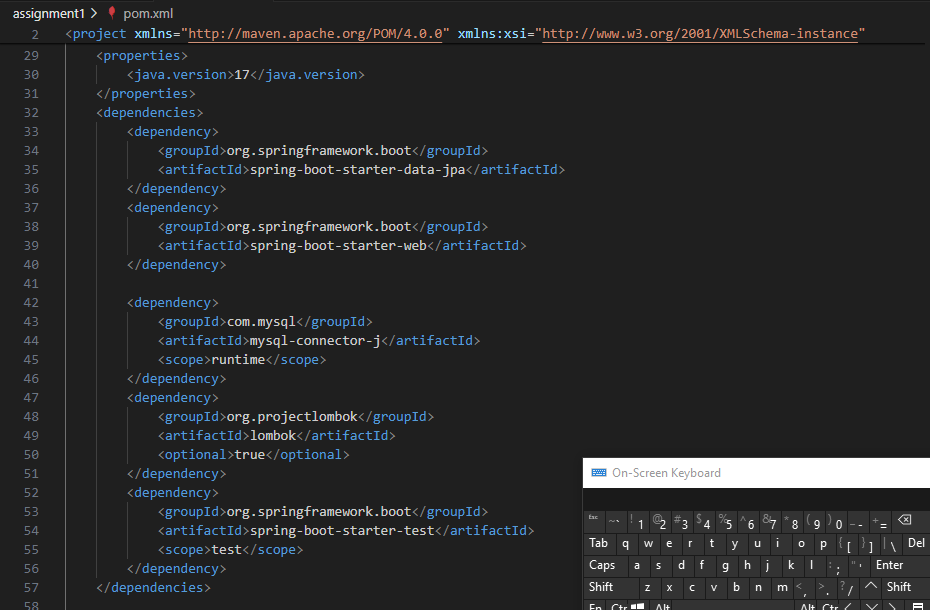 assignment1 > pom.xml
2 <project xmlns="http://maven.apache.org/POM/4.0.0" xmlns:xsi="http://www.w3.org/2001/XMLSchema-instance"
29 <properties>
30 <java.version>17</java.version>
31 </properties>
32 <dependencies>
33 <dependency>
34 <groupId>org.springframework.boot</groupId>
35 <artifactId>spring-boot-starter-data-jpa</artifactId>
36 </dependency>
37 <dependency>
38 <groupId>org.springframework.boot</groupId>
39 <artifactId>spring-boot-starter-web</artifactId>
40 </dependency>
41
42 <dependency>
43 <groupId>com.mysql</groupId>
44 <artifactId>mysql-connector-j</artifactId>
45 <scope>runtime</scope>
46 </dependency>
47 <dependency>
48 <groupId>org.projectlombok</groupId>
49 <artifactId>lombok</artifactId>
50 <optional>true</optional>
51 </dependency>
52 <dependency>
53 <groupId>org.springframework.boot</groupId>
54 <artifactId>spring-boot-starter-test</artifactId>
55 <scope>test</scope>
56 </dependency>
57 </dependencies>
58
On-Screen Keyboard
Esc ~ ` ! 1 @ 2 # 3 $ 4 % 5 ^ 6 & 7 * 8 ( 9 ) 0 _ - + =
Tab q w e r t y u i o p { [ } ] | \ Del
Caps a s d f g h j k l : ; " ' Enter
Shift z x c v b n m < , > . ? / Shift
Fn Ctr Alt Alt Ctr